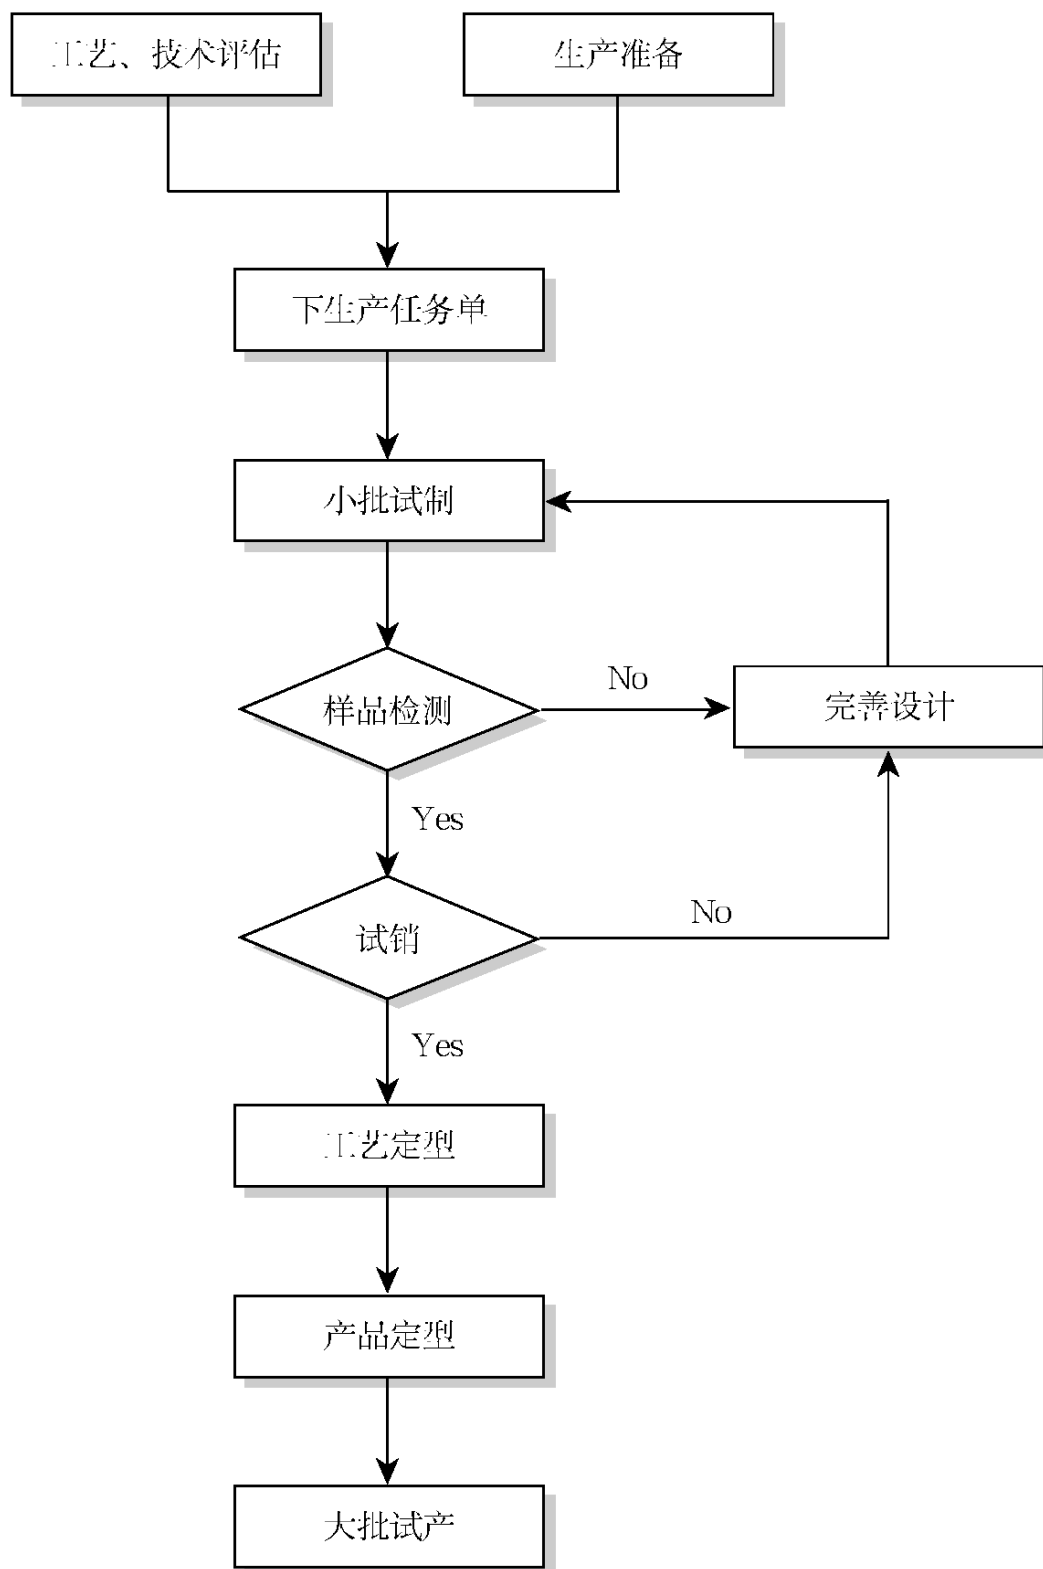 工艺、技术评估
生产准备
下生产任务单
小批试制
样品检测
No
完善设计
Yes
试销
No
Yes
工艺定型
产品定型
大批试产